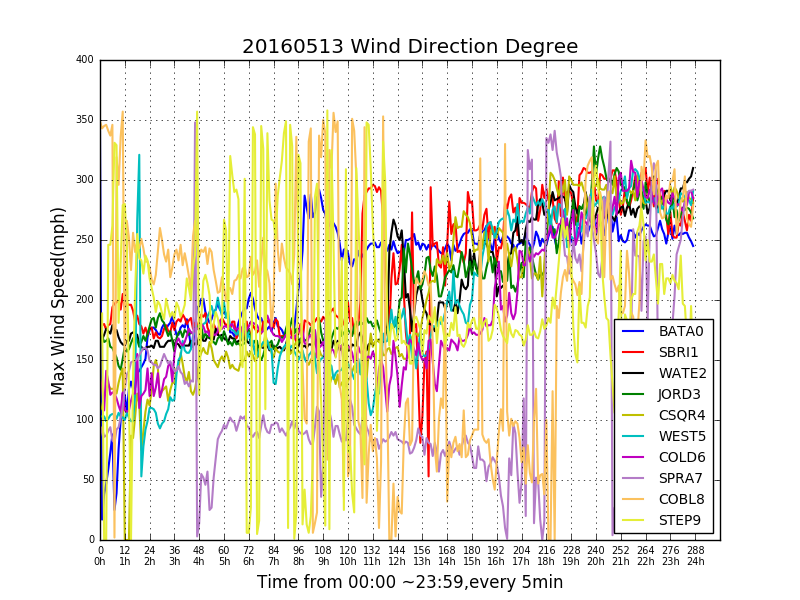 20160513 Wind Direction Degree
Max Wind Speed(mph)
400
350
300
250
200
150
100
50
0
BATA0
SBRI1
WATE2
JORD3
CSQR4
WEST5
COLD6
SPRA7
COBL8
STEP9
0 12 24 36 48 60 72 84 96 108 120 132 144 156 168 180 192 204 216 228 240 252 264 276 288
0h 1h 2h 3h 4h 5h 6h 7h 8h 9h 10h 11h 12h 13h 14h 15h 16h 17h 18h 19h 20h 21h 22h 23h 24h
Time from 00:00 ~23:59,every 5min